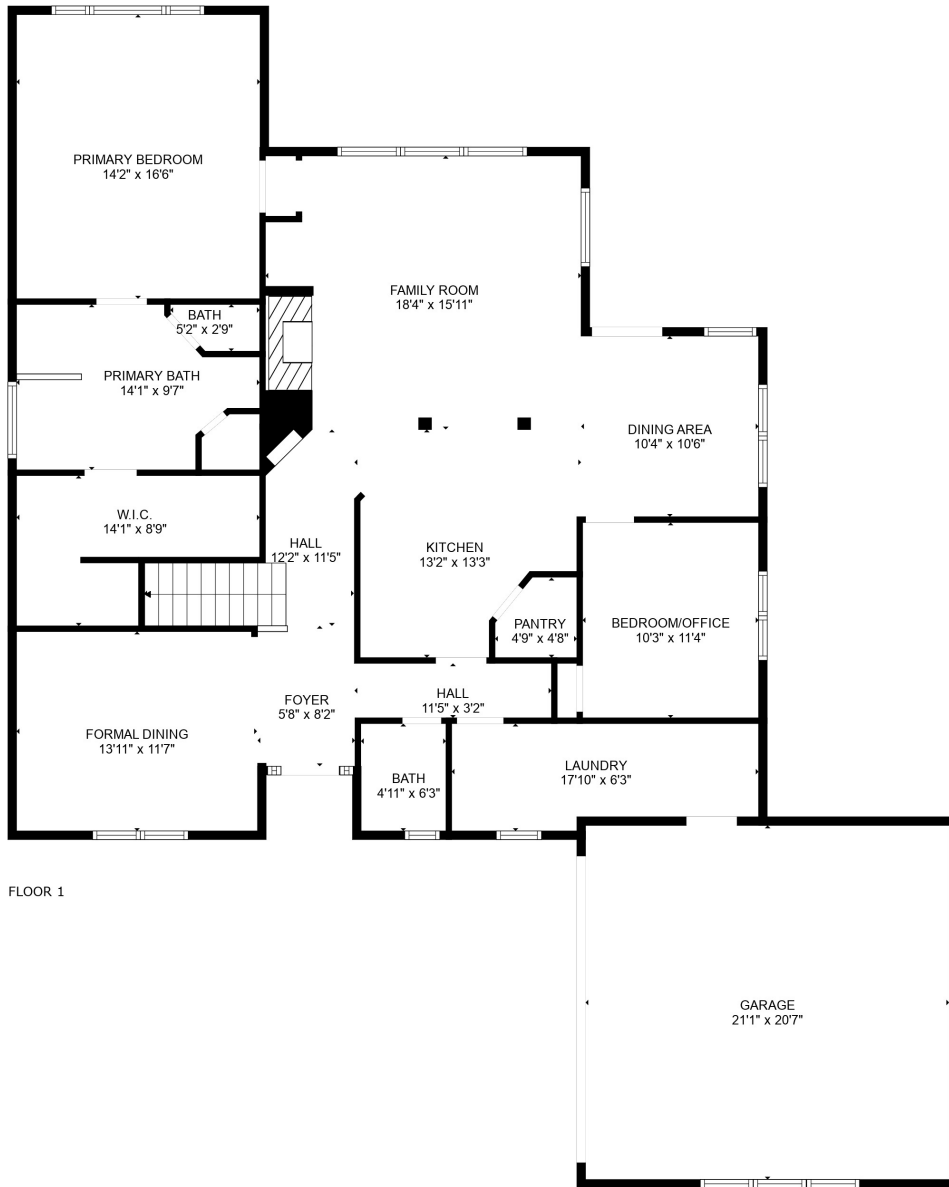 PRIMARY BEDROOM
14'2" x 16'6"
FAMILY ROOM
18'4" x 15'11"
BATH
5'2" x 2'9"
PRIMARY BATH
14'1" x 9'7"
DINING AREA
10'4" x 10'6"
W.I.C.
14'1" x 8'9"
HALL
12'2" x 11'5"
KITCHEN
13'2" x 13'3"
PANTRY
4'9" x 4'8"
BEDROOM/OFFICE
10'3" x 11'4"
FOYER
5'8" x 8'2"
HALL
11'5" x 3'2"
FORMAL DINING
13'11" x 11'7"
BATH
4'11" x 6'3"
LAUNDRY
17'10" x 6'3"
FLOOR 1
GARAGE
21'1" x 20'7"